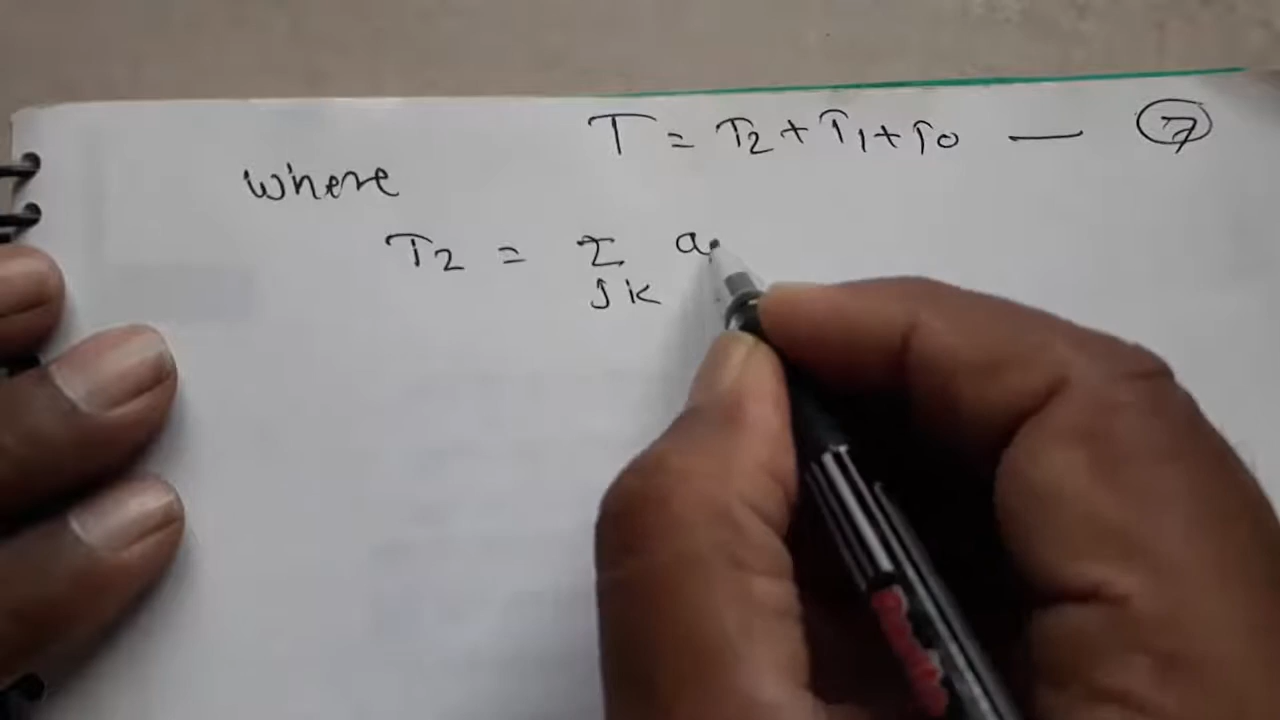 T = T2 + T1 + T0 — 7
where
T2 = Σ a
jk